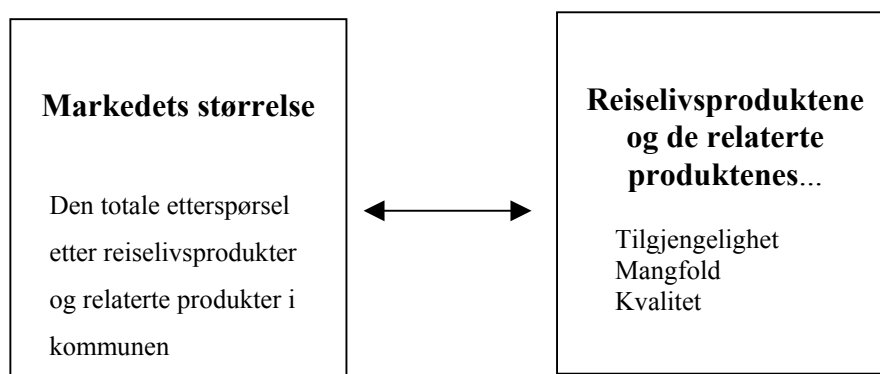 Markedets størrelse
Den totale etterspørsel
etter reiselivsprodukter
og relaterte produkter i
kommunen
Reiselivsproduktene
og de relaterte
produktenes...
Tilgjengelighet
Mangfold
Kvalitet